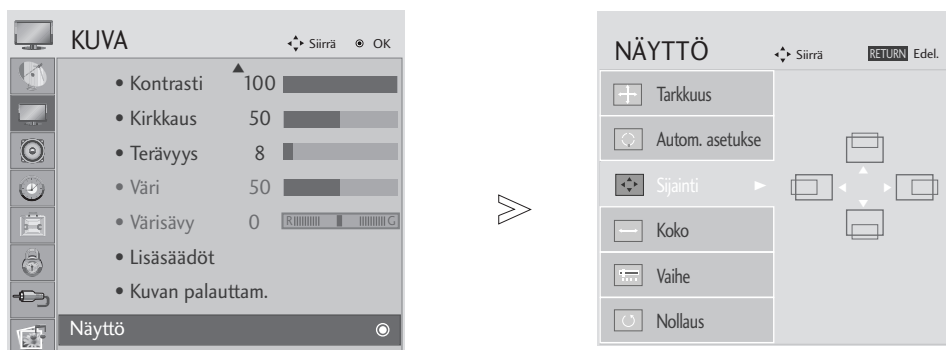 KUVA
Siirrä
OK
• Kontrasti 100
• Kirkkaus 50
• Terävyys 8
• Väri 50
• Värisävy 0 R G
• Lisäsäädöt
• Kuvan palauttam.
Näyttö
NÄYTTÖ
Siirrä
RETURN Edel.
Tarkkuus
Autom. asetukse
Sijainti
Koko
Vaihe
Nollaus